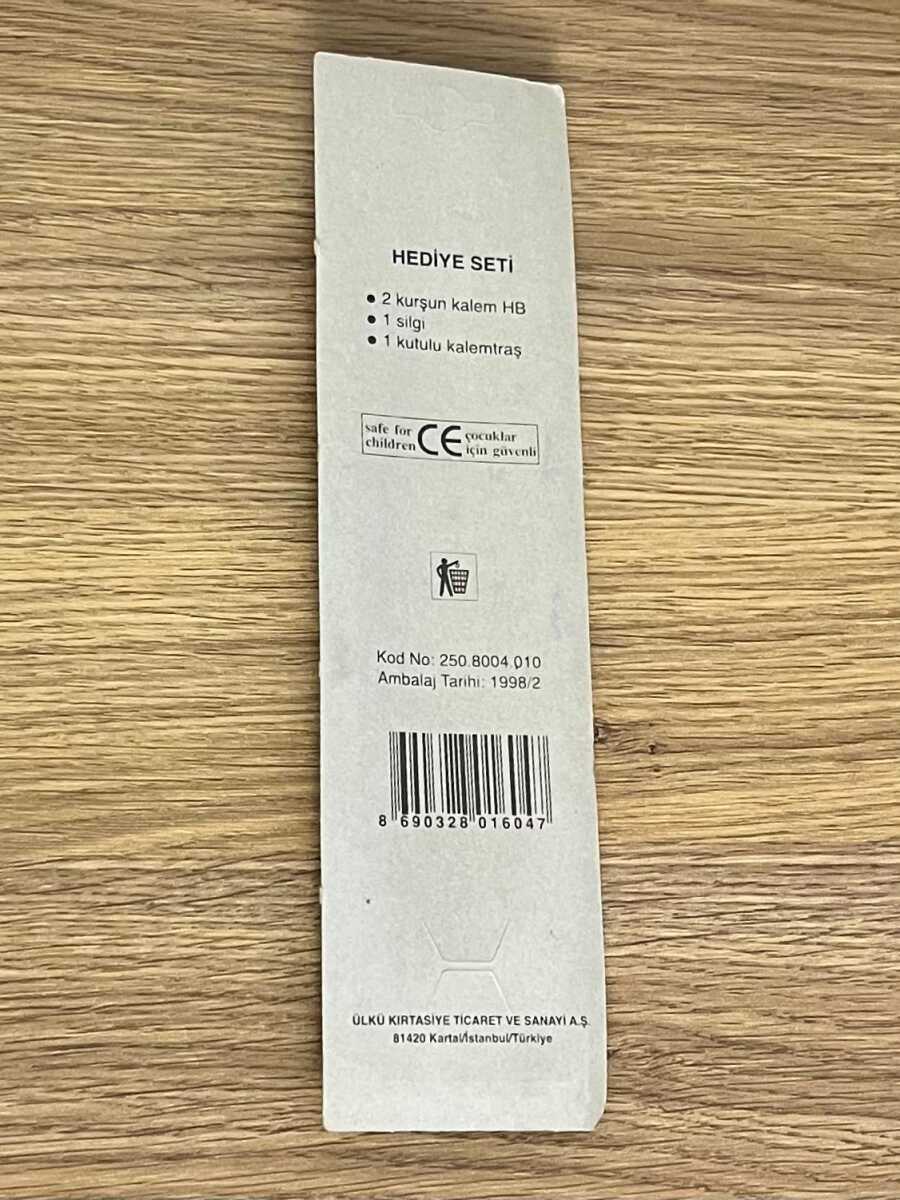 HEDİYE SETİ
● 2 kurşun kalem HB
● 1 silgi
● 1 kutulu kalemtraş
safe for children CE çocuklar için güvenli
Kod No: 250.8004.010
Ambalaj Tarihi: 1998/2
8 690328 016047
ÜLKÜ KIRTASİYE TİCARET VE SANAYİ A.Ş.
81420 Kartal/İstanbul/Türkiye